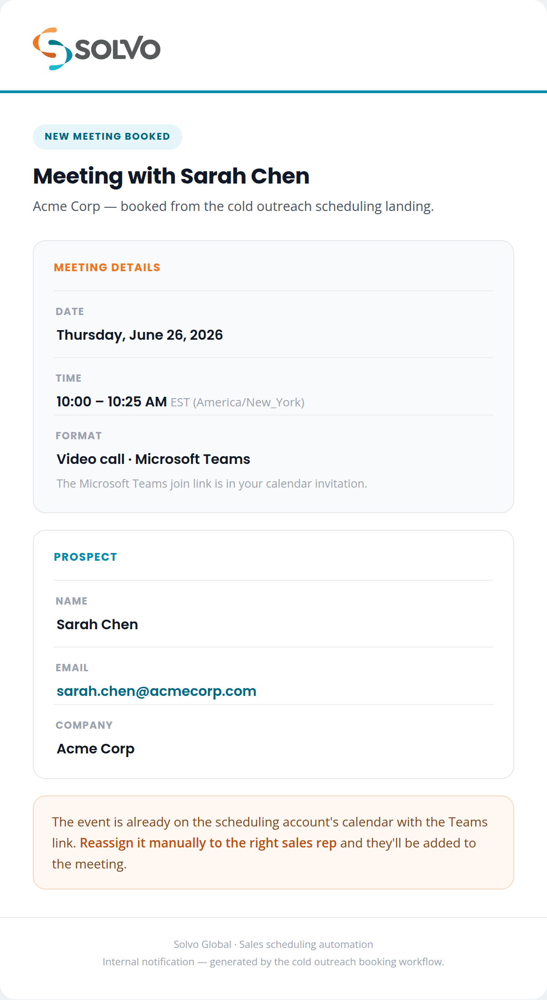 SOLVO
NEW MEETING BOOKED
Meeting with Sarah Chen
Acme Corp — booked from the cold outreach scheduling landing.
MEETING DETAILS
DATE
Thursday, June 26, 2026
TIME
10:00 – 10:25 AM EST (America/New_York)
FORMAT
Video call · Microsoft Teams
The Microsoft Teams join link is in your calendar invitation.
PROSPECT
NAME
Sarah Chen
EMAIL
sarah.chen@acmecorp.com
COMPANY
Acme Corp
The event is already on the scheduling account's calendar with the Teams
link. Reassign it manually to the right sales rep and they'll be added to
the meeting.
Solvo Global · Sales scheduling automation
Internal notification — generated by the cold outreach booking workflow.